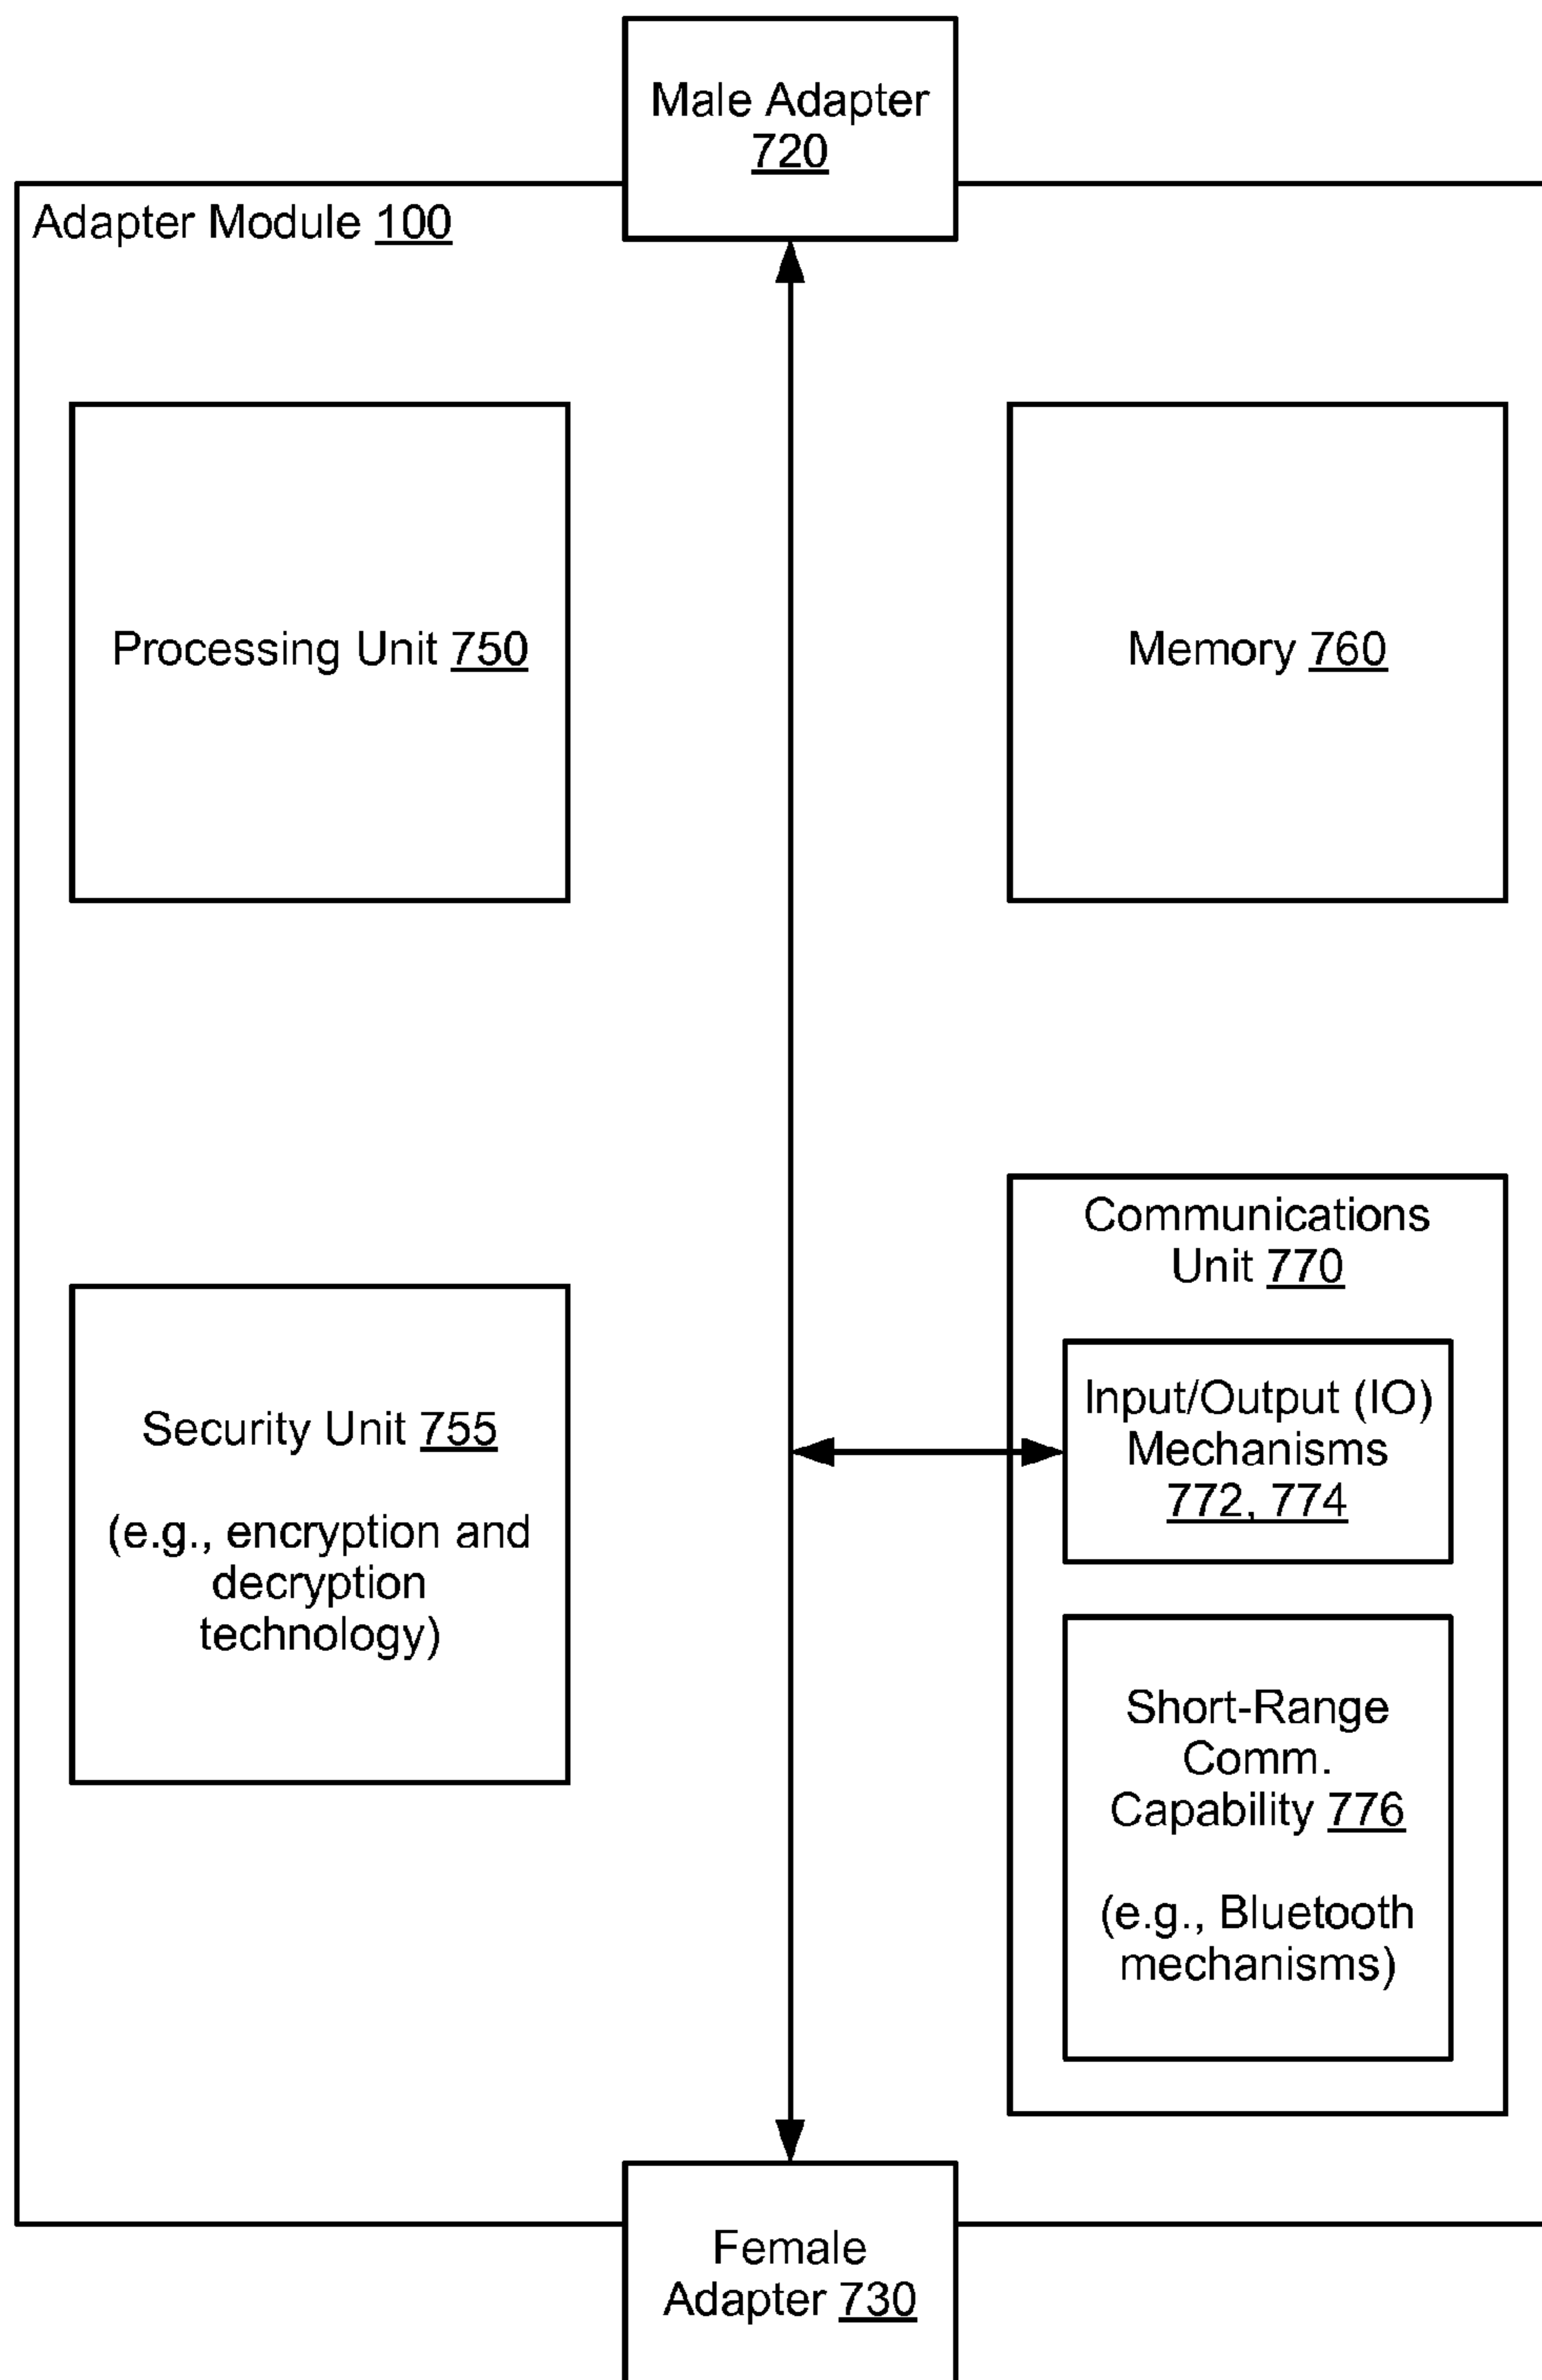 Male Adapter
720
Adapter Module 100
Processing Unit 750
Memory 760
Communications
Unit 770
Input/Output (IO)
Mechanisms
772, 774
Security Unit 755
(e.g., encryption and
decryption
technology)
Short-Range
Comm.
Capability 776
(e.g., Bluetooth
mechanisms)
Female
Adapter 730